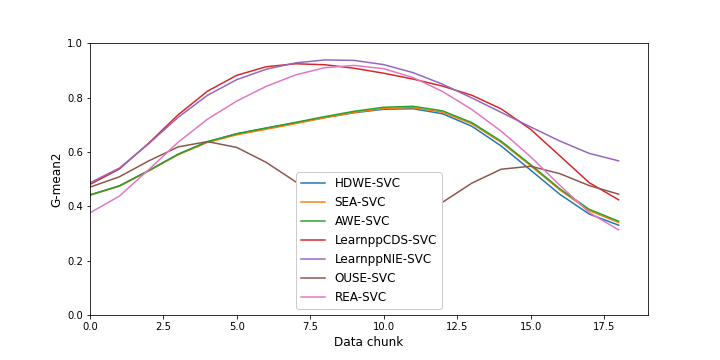 1.0
0.8
0.6
0.4
0.2
0.0
G-mean2
HDWE-SVC
SEA-SVC
AWE-SVC
LearnppCDS-SVC
LearnppNIE-SVC
OUSE-SVC
REA-SVC
0.0 2.5 5.0 7.5 10.0 12.5 15.0 17.5
Data chunk